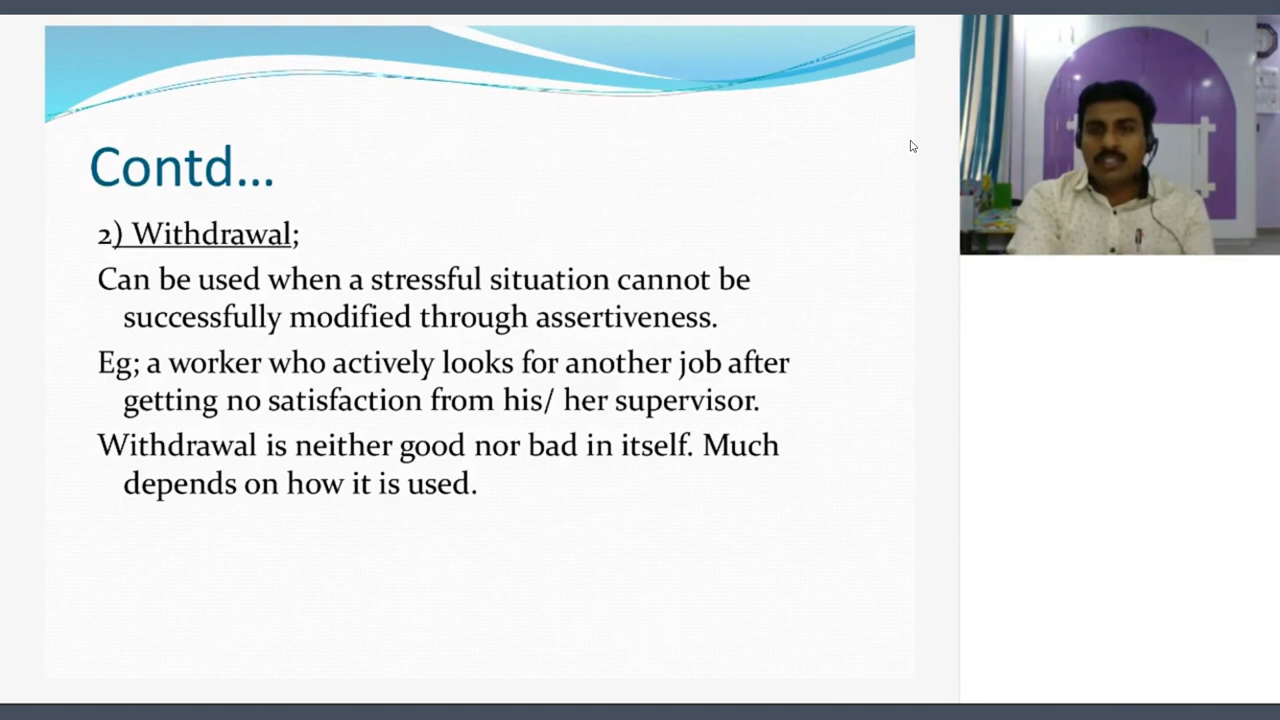 Contd...
2) Withdrawal;
Can be used when a stressful situation cannot be
successfully modified through assertiveness.
Eg; a worker who actively looks for another job after
getting no satisfaction from his/ her supervisor.
Withdrawal is neither good nor bad in itself. Much
depends on how it is used.